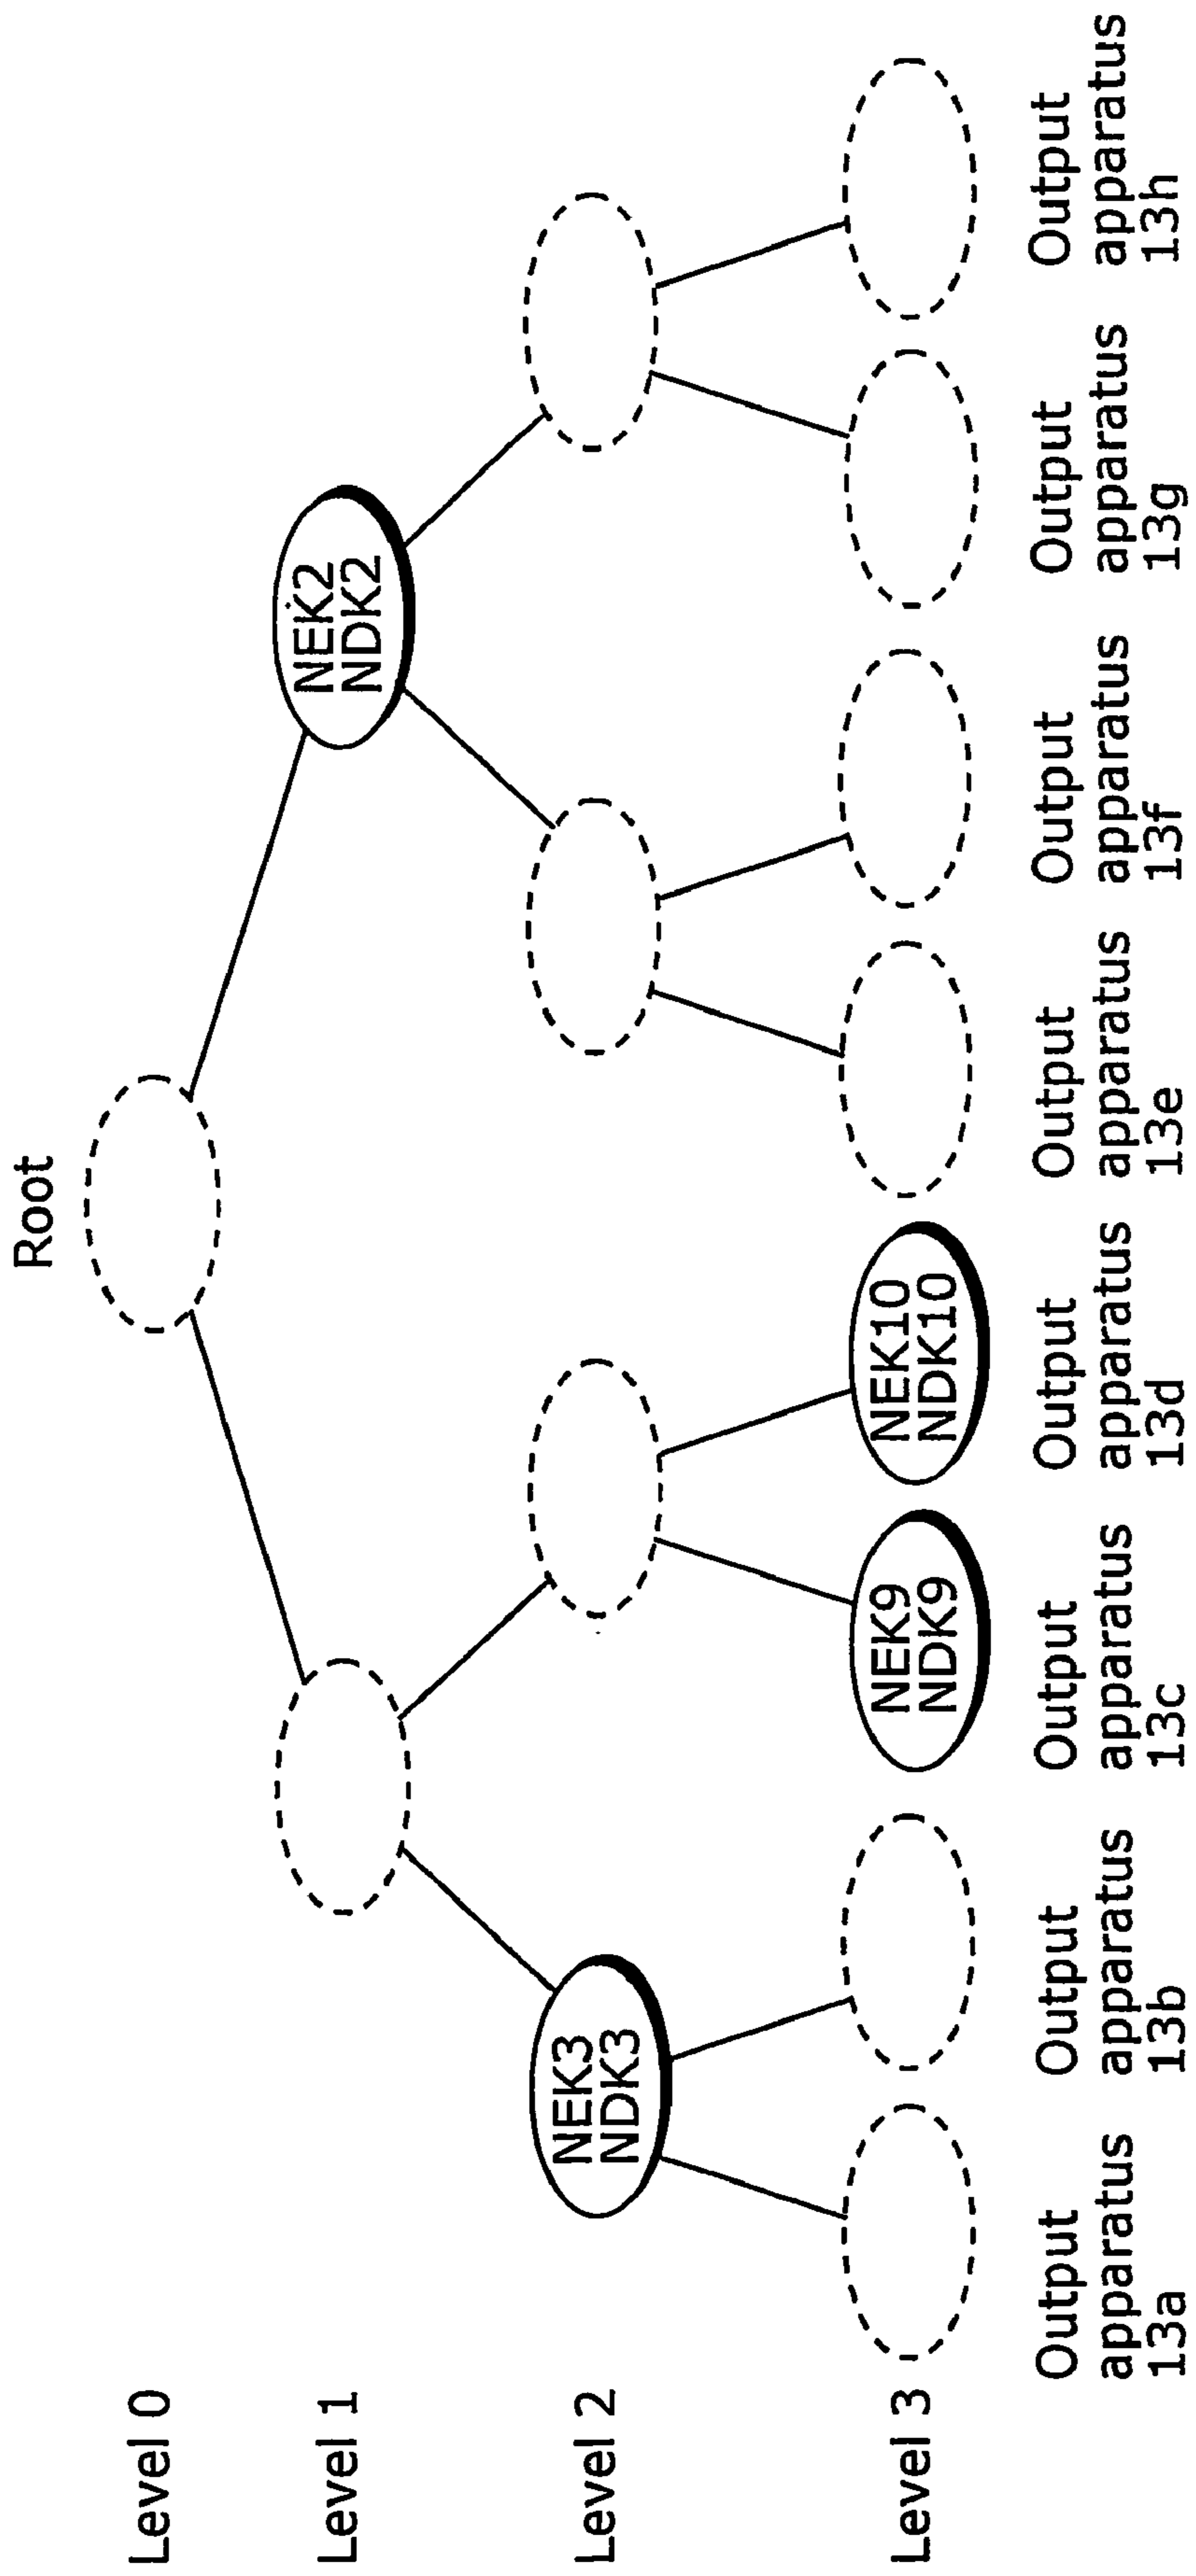 Root
Level 0
Level 1
NEK2
NDK2
Level 2
NEK3
NDK3
Level 3
NEK9
NDK9
NEK10
NDK10
Output
apparatus
13a
Output
apparatus
13b
Output
apparatus
13c
Output
apparatus
13d
Output
apparatus
13e
Output
apparatus
13f
Output
apparatus
13g
Output
apparatus
13h